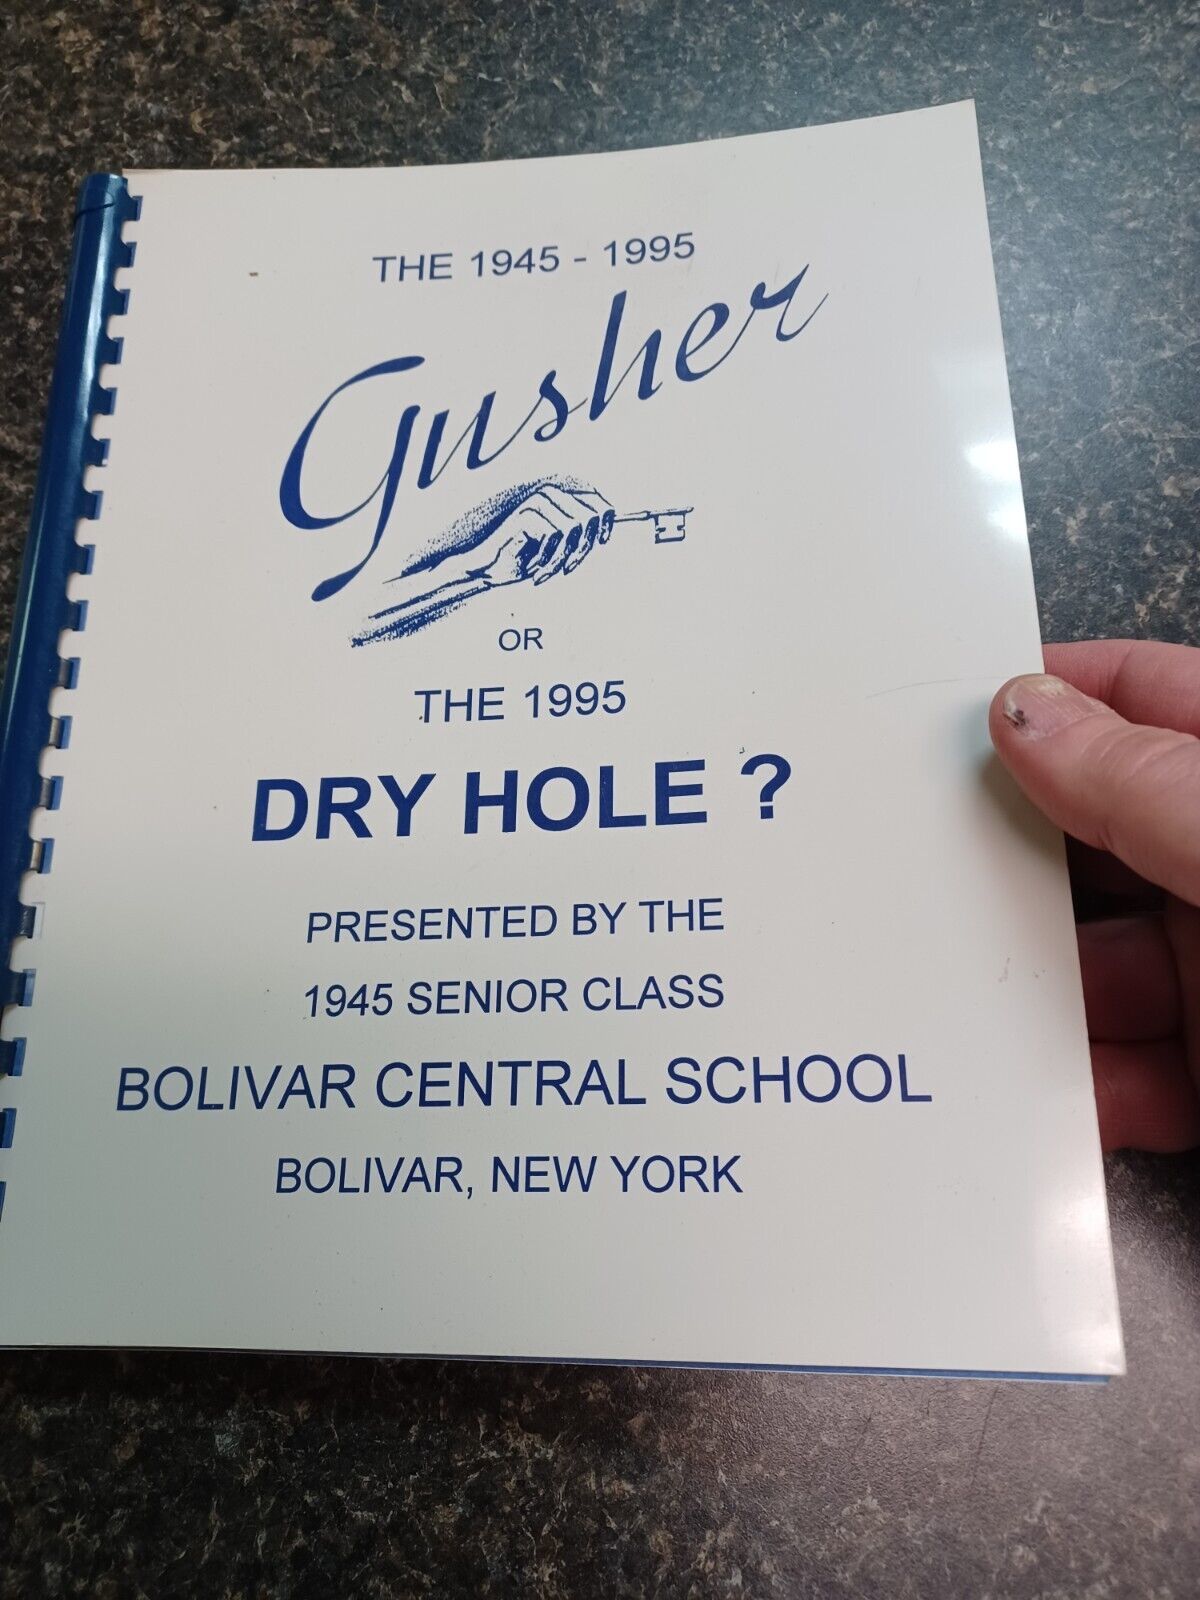 THE 1945 - 1995
Gusher
OR
THE 1995
DRY HOLE ?
PRESENTED BY THE
1945 SENIOR CLASS
BOLIVAR CENTRAL SCHOOL
BOLIVAR, NEW YORK